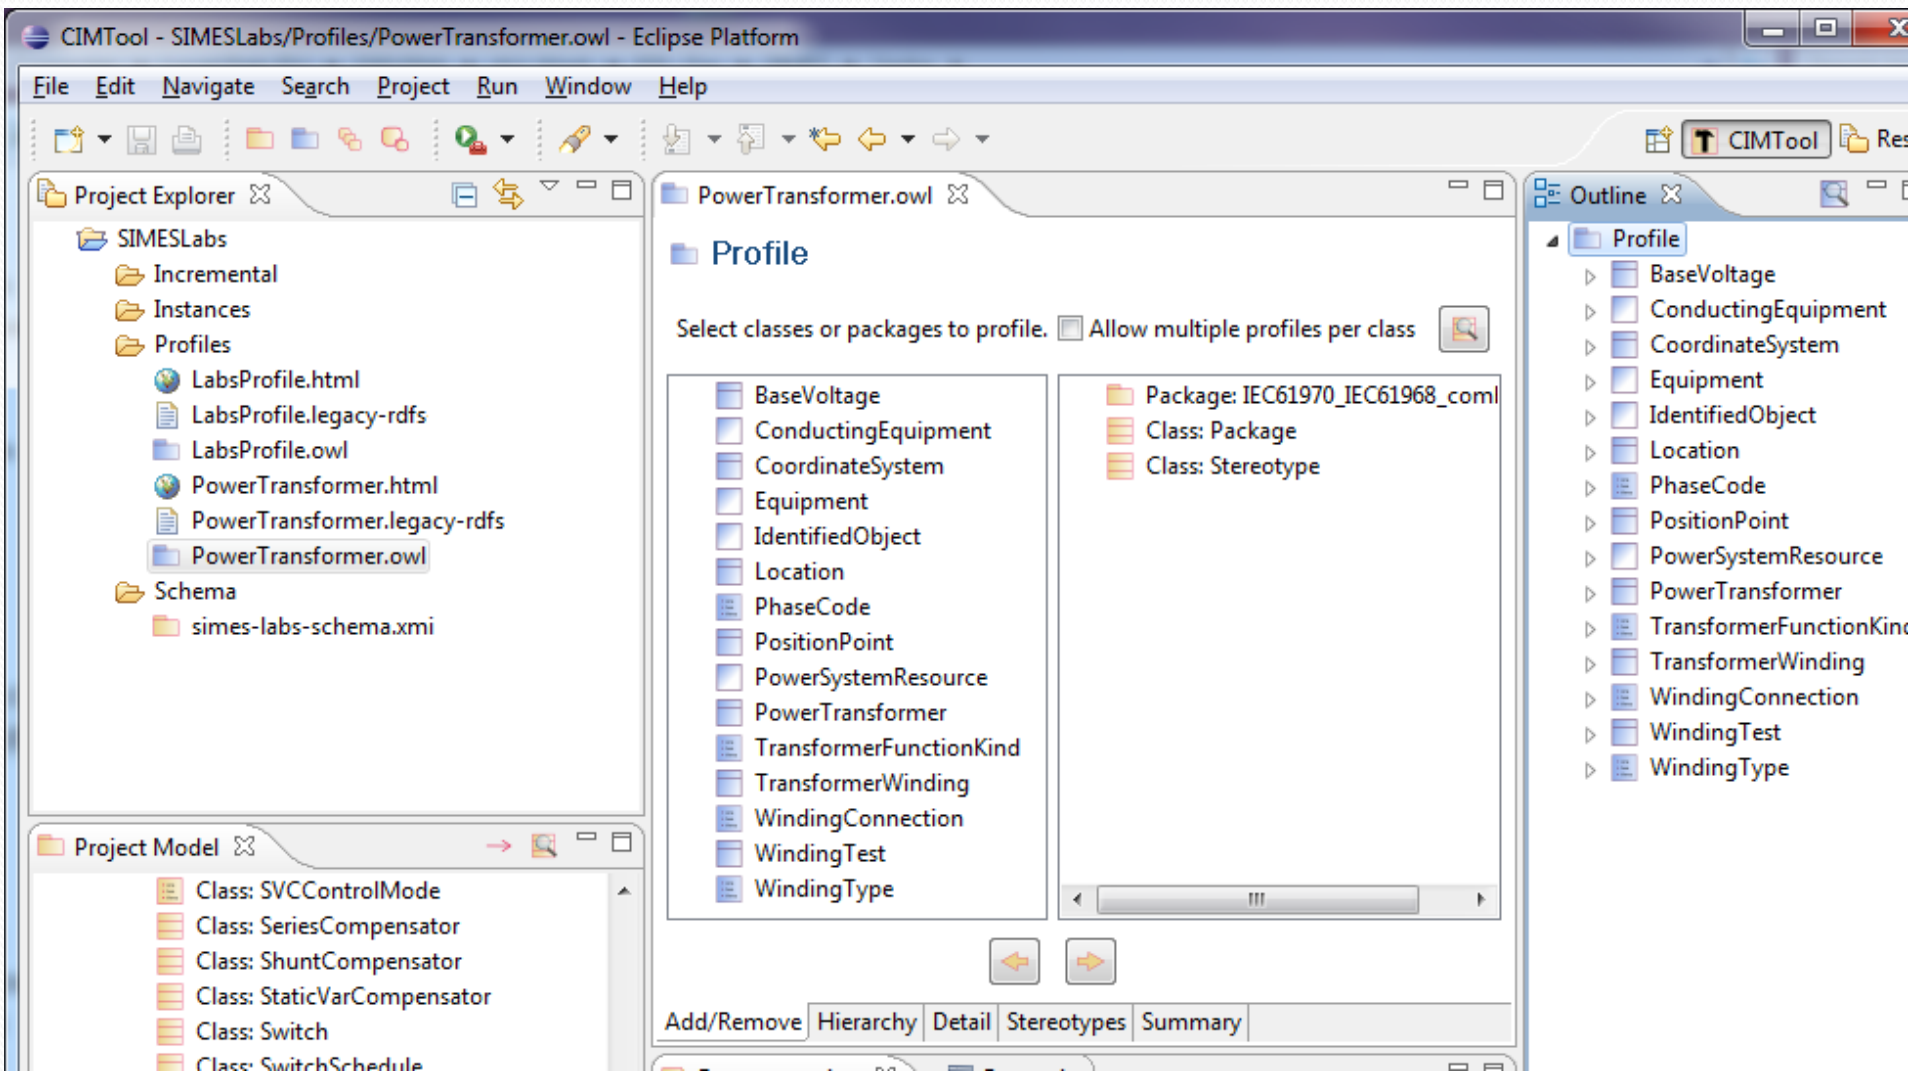 CIMTool - SIMESLabs/Profiles/PowerTransformer.owl - Eclipse Platform
File Edit Navigate Search Project Run Window Help
CIMTool Res
Project Explorer
SIMESLabs
Incremental
Instances
Profiles
LabsProfile.html
LabsProfile.legacy-rdfs
LabsProfile.owl
PowerTransformer.html
PowerTransformer.legacy-rdfs
PowerTransformer.owl
Schema
simes-labs-schema.xmi
Project Model
Class: SVCControlMode
Class: SeriesCompensator
Class: ShuntCompensator
Class: StaticVarCompensator
Class: Switch
Class: SwitchSchedule
PowerTransformer.owl
Profile
Select classes or packages to profile. Allow multiple profiles per class
BaseVoltage
ConductingEquipment
CoordinateSystem
Equipment
IdentifiedObject
Location
PhaseCode
PositionPoint
PowerSystemResource
PowerTransformer
TransformerFunctionKind
TransformerWinding
WindingConnection
WindingTest
WindingType
Package: IEC61970_IEC61968_com
Class: Package
Class: Stereotype
Add/Remove Hierarchy Detail Stereotypes Summary
Outline
Profile
BaseVoltage
ConductingEquipment
CoordinateSystem
Equipment
IdentifiedObject
Location
PhaseCode
PositionPoint
PowerSystemResource
PowerTransformer
TransformerFunctionKind
TransformerWinding
WindingConnection
WindingTest
WindingType